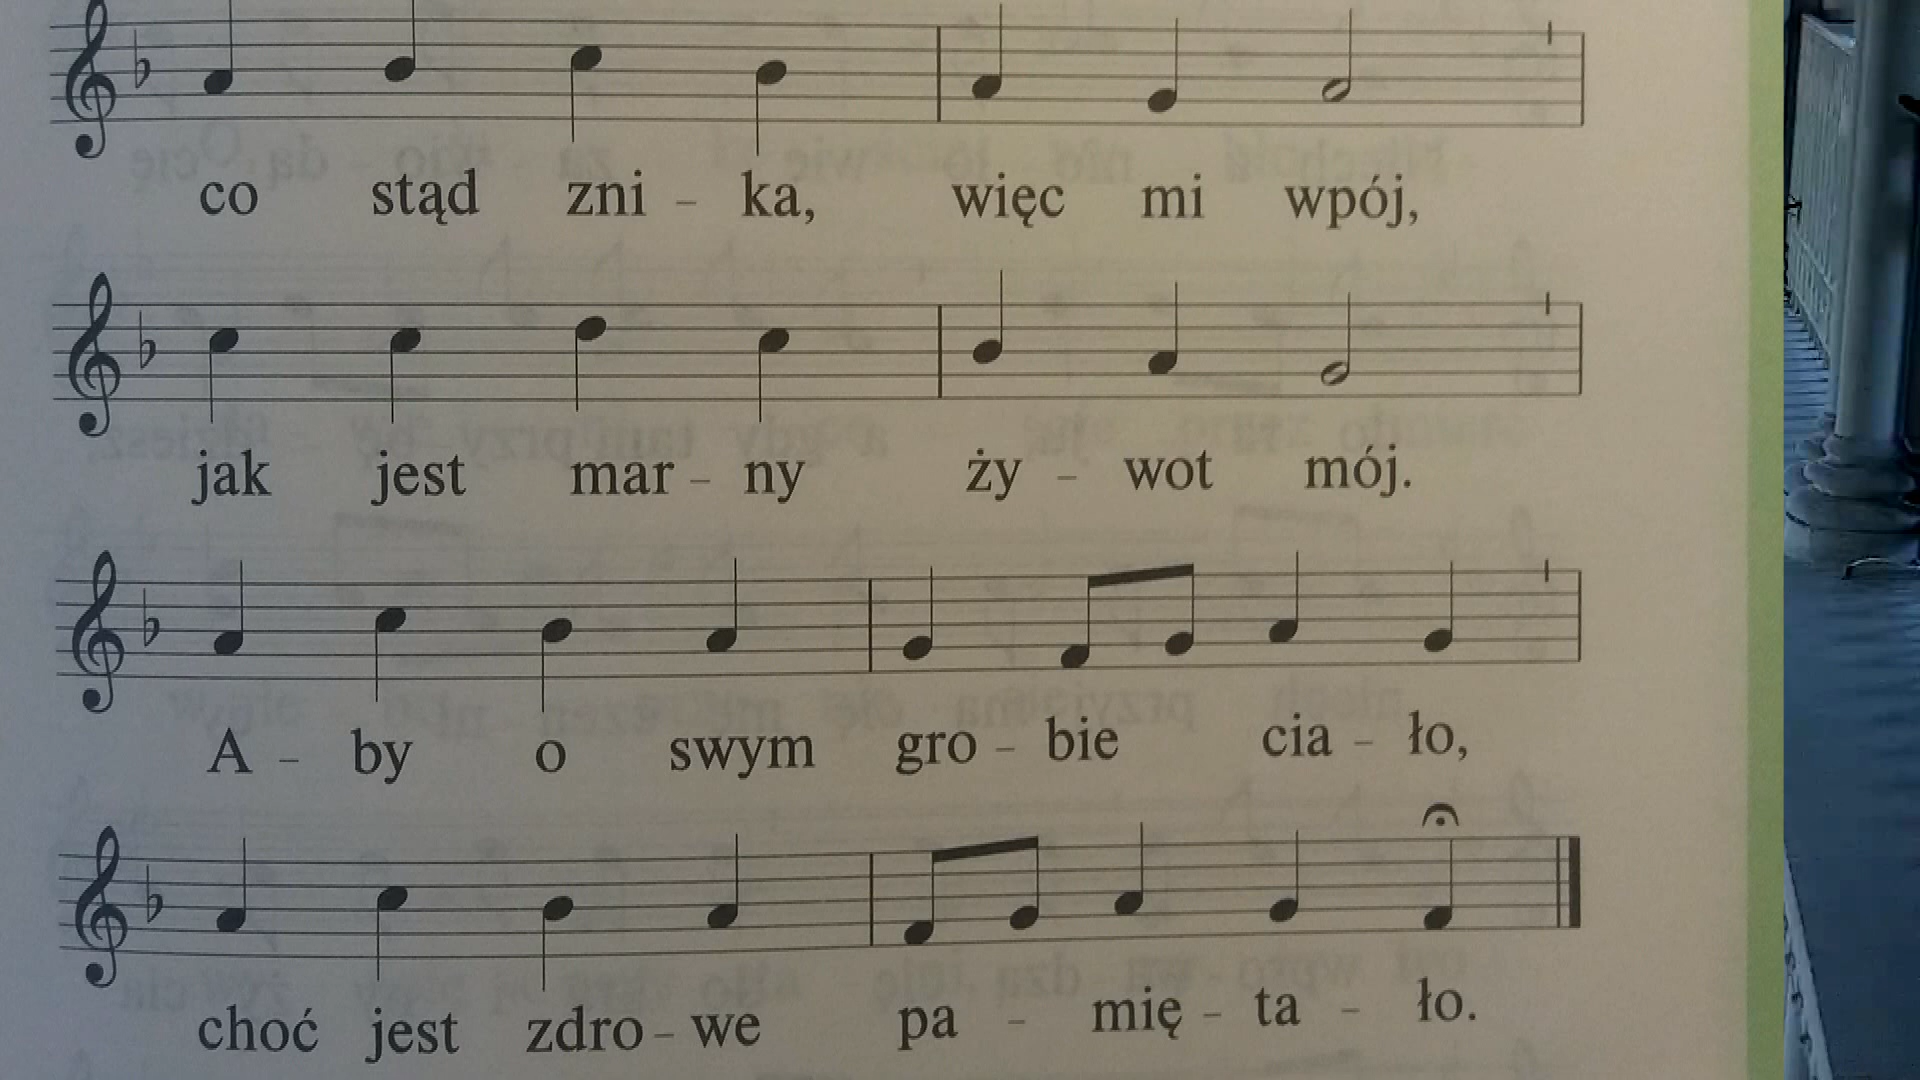 co stąd zni - ka, więc mi wpój,
jak jest mar - ny ży - wot mój.
A - by o swym gro - bie cia - ło,
choć jest zdro - we pa - mię - ta - ło.